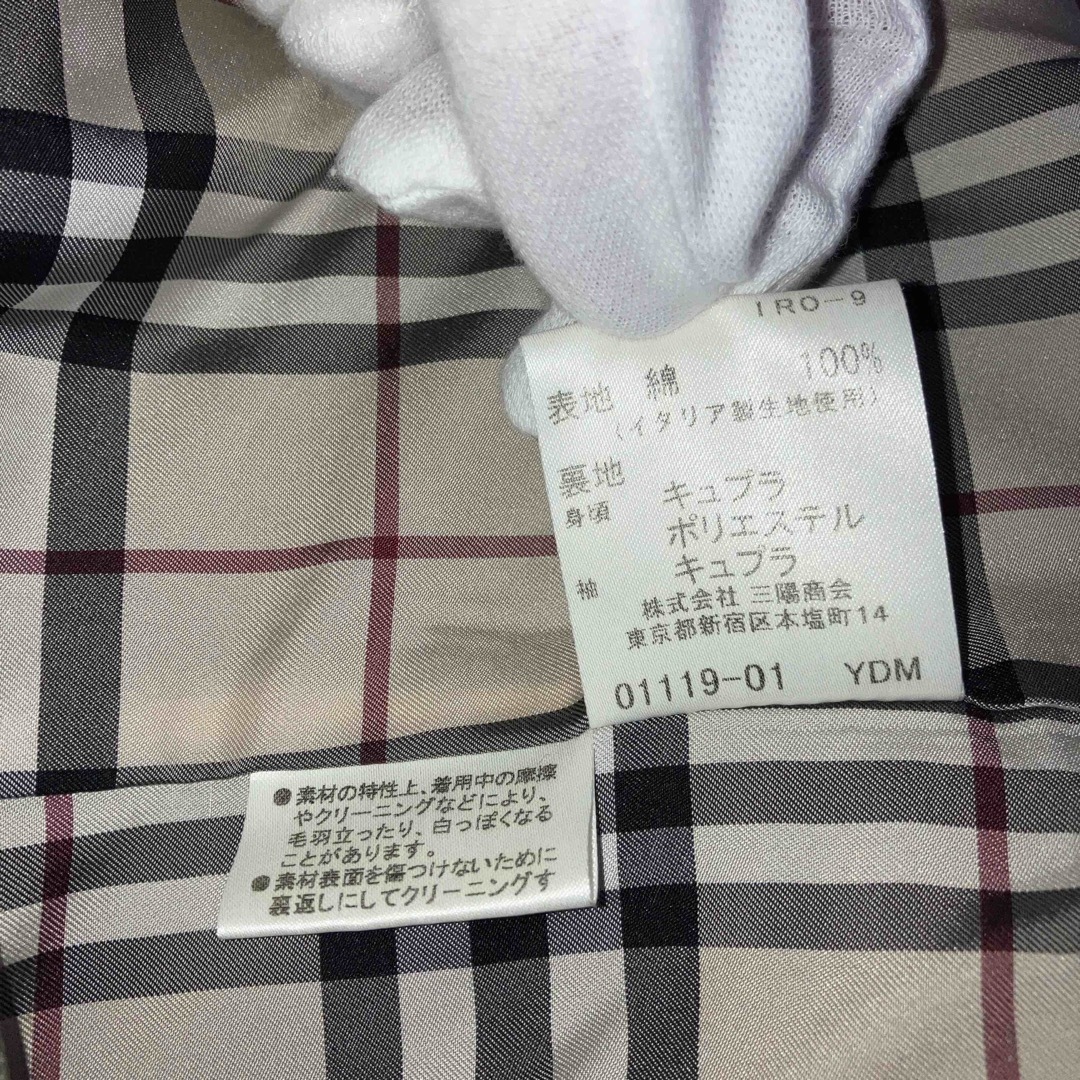 IRO-9
表地 綿 100%
(イタリア製生地使用)
裏地
身頃 キュプラ
ポリエステル
袖 キュプラ
株式会社 三陽商会
東京都新宿区本塩町14
01119-01 YDM
●素材の特性上、着用中の摩擦
やクリーニングなどにより、
毛羽立ったり、白っぽくなる
ことがあります。
●素材表面を傷つけないために
裏返しにしてクリーニングす